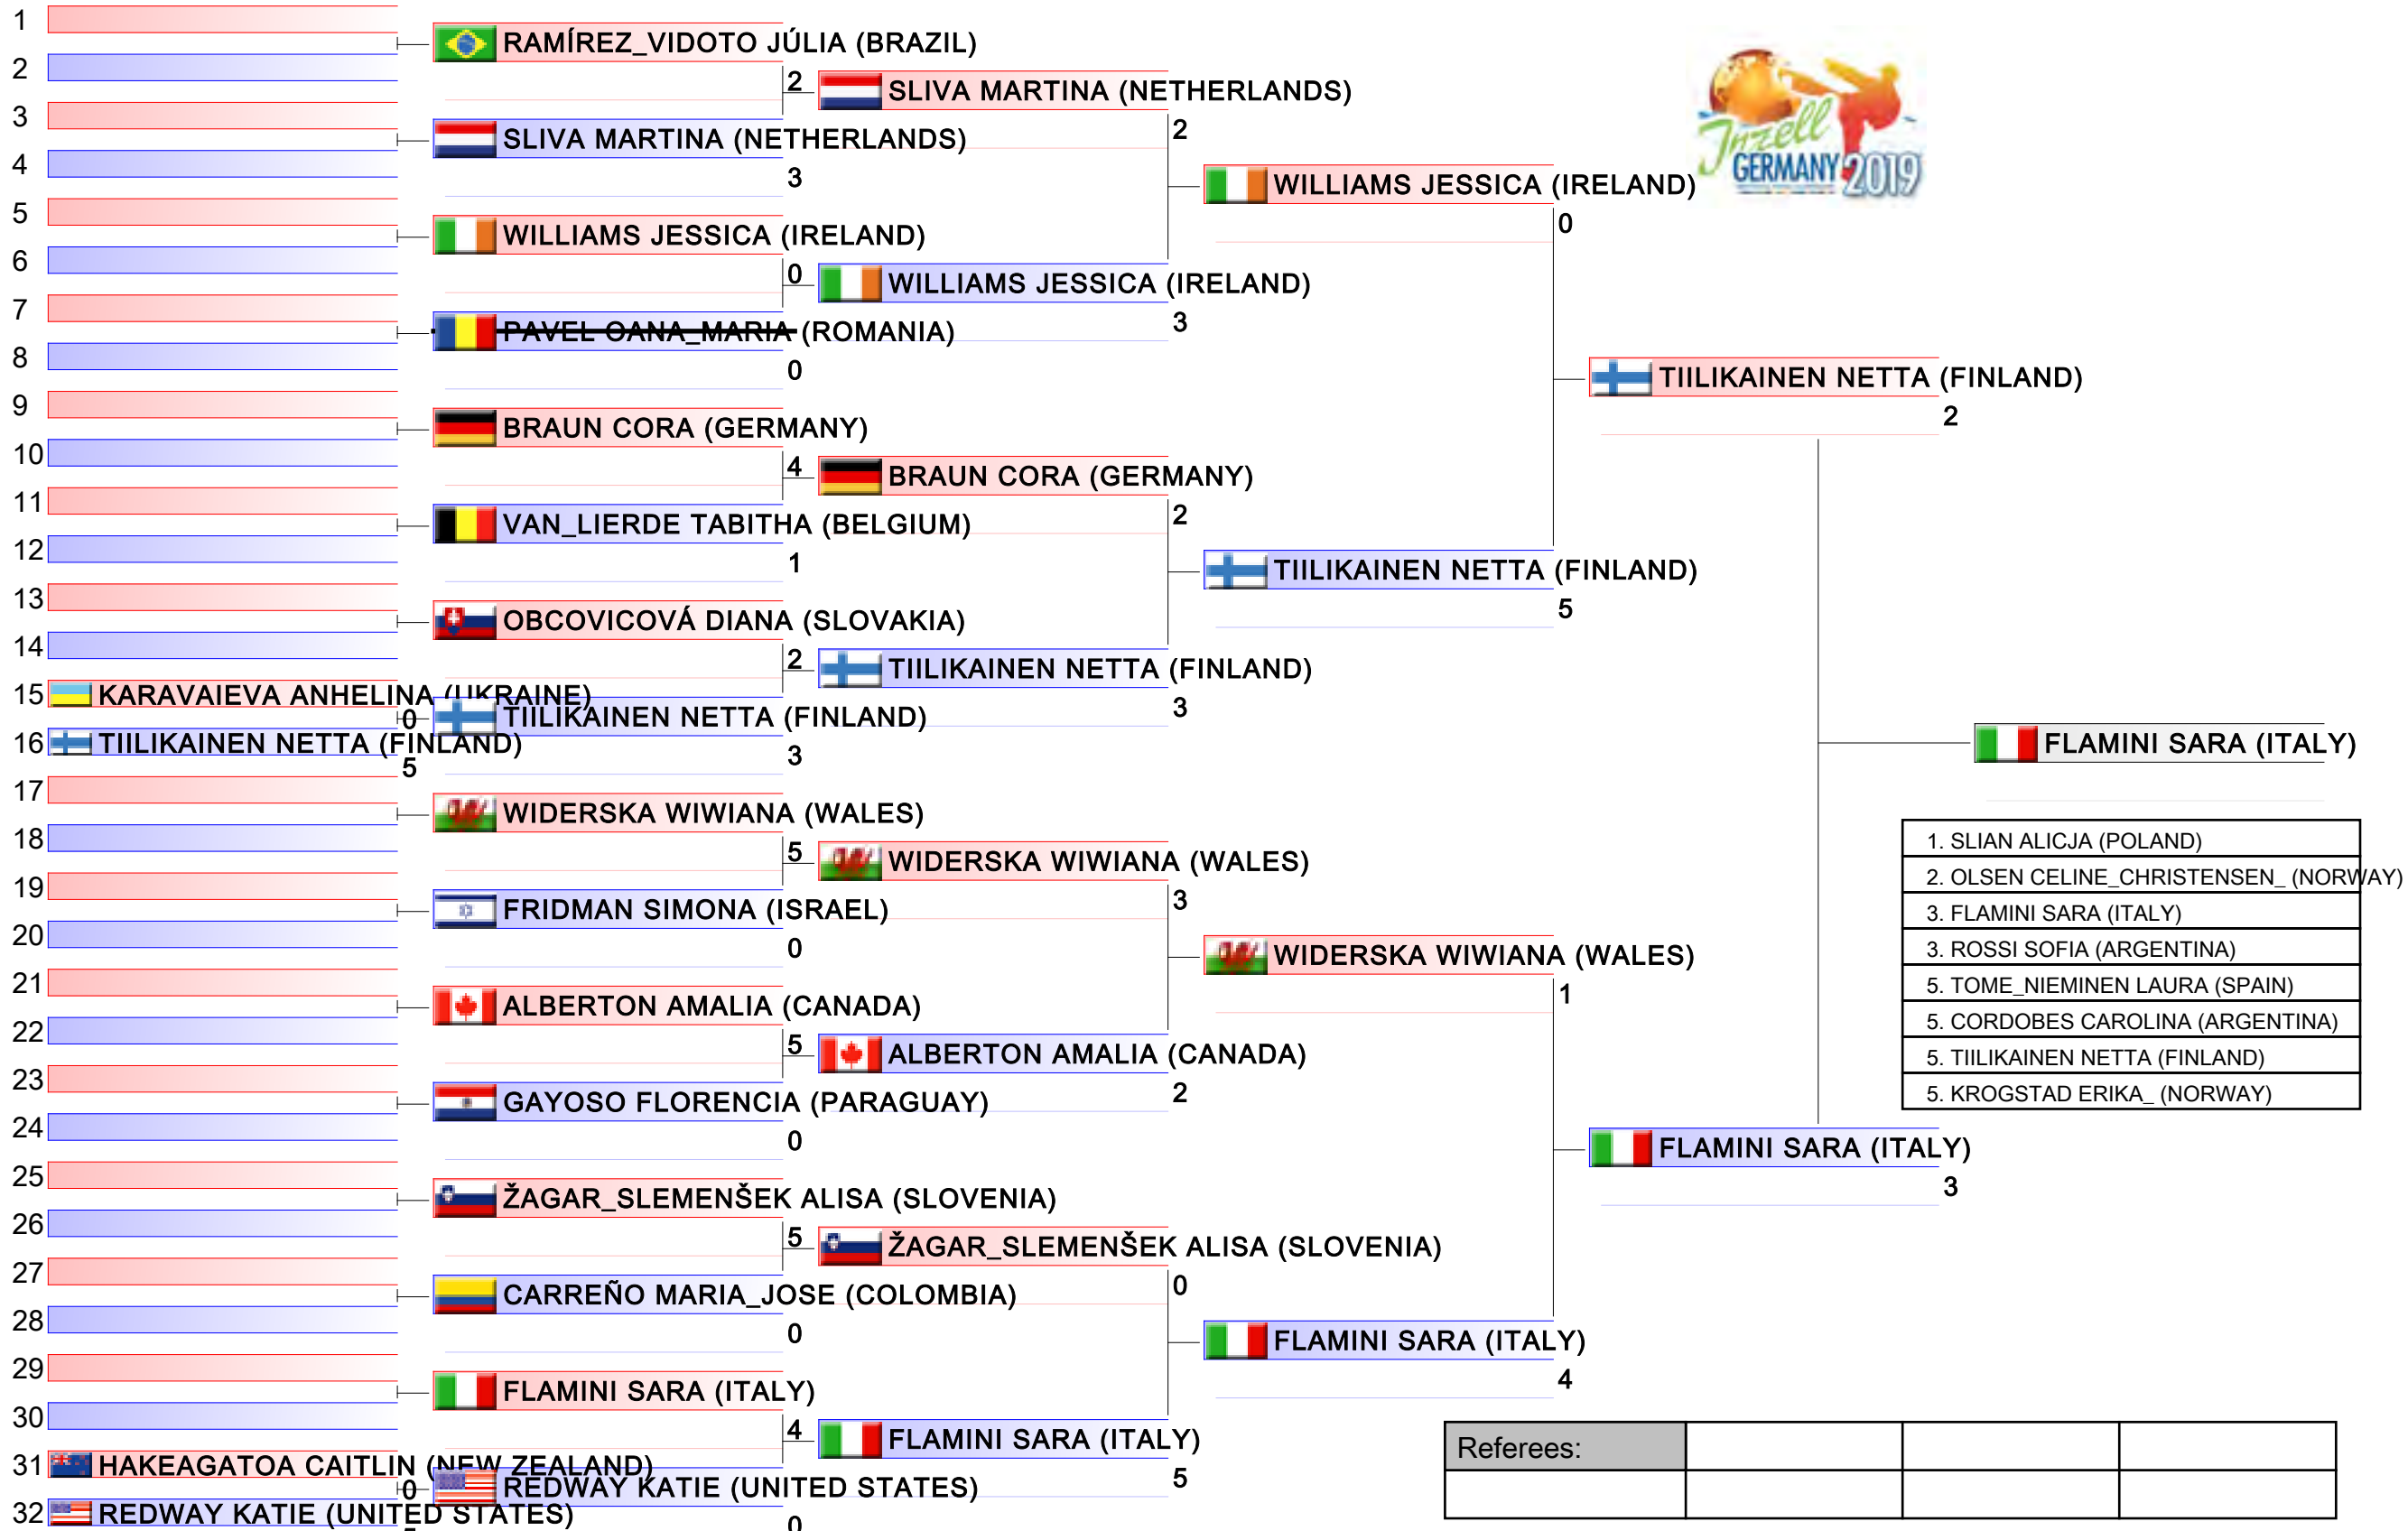 1
RAMÍREZ_VIDOTO JÚLIA (BRAZIL)
2
2
SLIVA MARTINA (NETHERLANDS)
3
2
SLIVA MARTINA (NETHERLANDS)
4
3
WILLIAMS JESSICA (IRELAND)
0
5
WILLIAMS JESSICA (IRELAND)
6
0
WILLIAMS JESSICA (IRELAND)
7
3
PAVEL OANA_MARIA (ROMANIA)
8
0
TIILIKAINEN NETTA (FINLAND)
2
9
BRAUN CORA (GERMANY)
10
4
BRAUN CORA (GERMANY)
11
2
VAN_LIERDE TABITHA (BELGIUM)
12
1
TIILIKAINEN NETTA (FINLAND)
5
13
OBCOVICOVÁ DIANA (SLOVAKIA)
14
2
TIILIKAINEN NETTA (FINLAND)
3
15 KARAVAIEVA ANHELINA (UKRAINE)
0
TIILIKAINEN NETTA (FINLAND)
16 TIILIKAINEN NETTA (FINLAND)
5
3
FLAMINI SARA (ITALY)
17
WIDERSKA WIWIANA (WALES)
18
5
WIDERSKA WIWIANA (WALES)
19
3
FRIDMAN SIMONA (ISRAEL)
20
0
WIDERSKA WIWIANA (WALES)
1
21
ALBERTON AMALIA (CANADA)
22
5
ALBERTON AMALIA (CANADA)
23
2
GAYOSO FLORENCIA (PARAGUAY)
24
0
FLAMINI SARA (ITALY)
3
25
ŽAGAR_SLEMENŠEK ALISA (SLOVENIA)
26
5
ŽAGAR_SLEMENŠEK ALISA (SLOVENIA)
27
0
CARREÑO MARIA_JOSE (COLOMBIA)
28
0
FLAMINI SARA (ITALY)
4
29
FLAMINI SARA (ITALY)
30
4
FLAMINI SARA (ITALY)
5
31 HAKEAGATOA CAITLIN (NEW ZEALAND)
0
REDWAY KATIE (UNITED STATES)
32 REDWAY KATIE (UNITED STATES)
0
Inzell
GERMANY 2019
1. SLIAN ALICJA (POLAND)
2. OLSEN CELINE_CHRISTENSEN_ (NORWAY)
3. FLAMINI SARA (ITALY)
3. ROSSI SOFIA (ARGENTINA)
5. TOME_NIEMINEN LAURA (SPAIN)
5. CORDOBES CAROLINA (ARGENTINA)
5. TIILIKAINEN NETTA (FINLAND)
5. KROGSTAD ERIKA_ (NORWAY)
Referees: